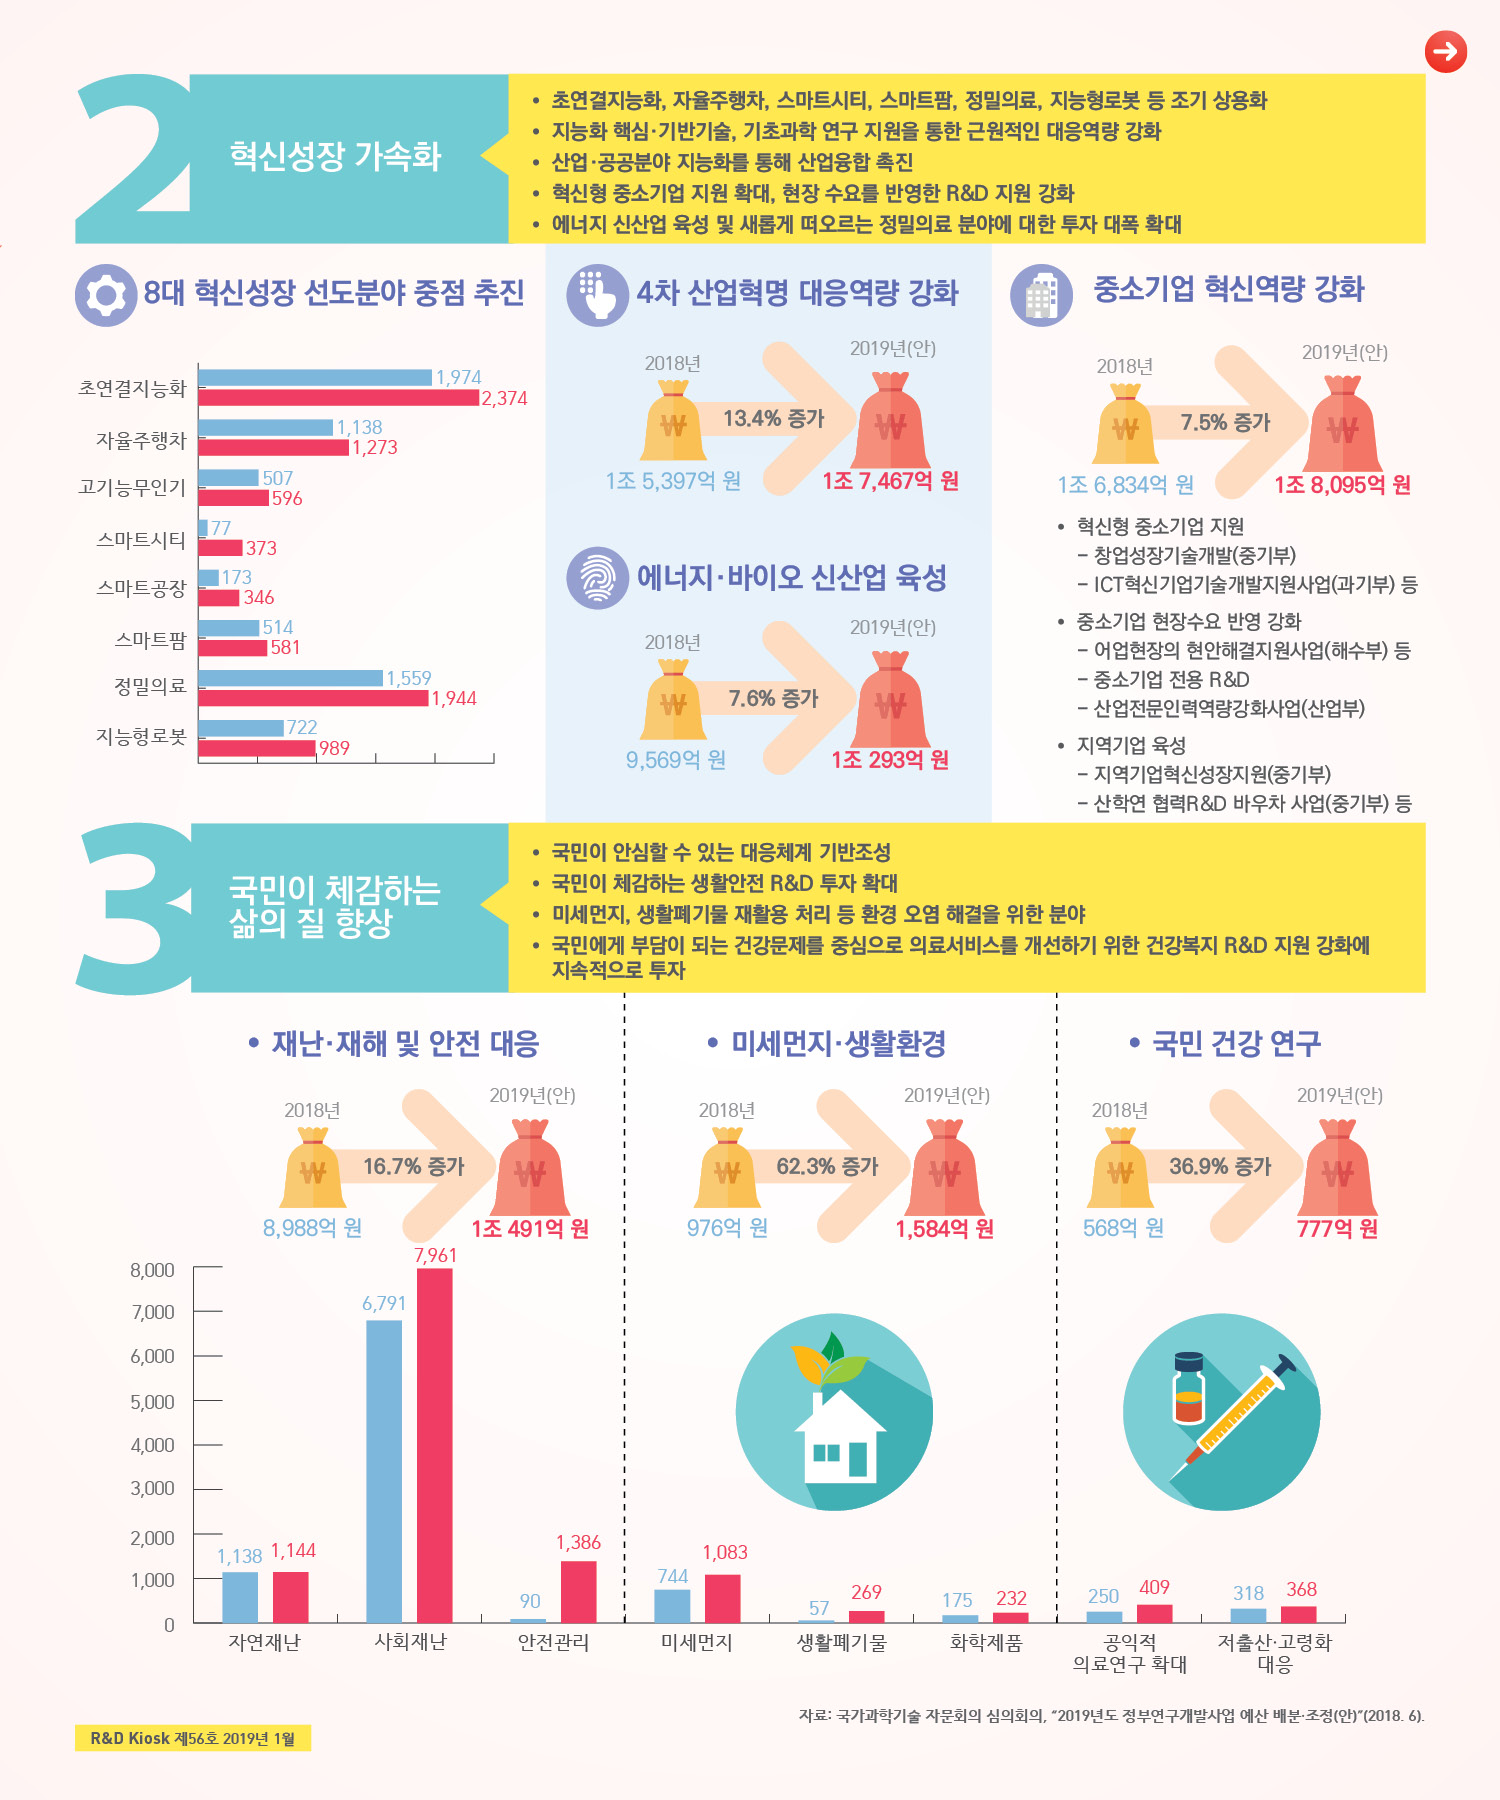 2
혁신성장 가속화
• 초연결지능화, 자율주행차, 스마트시티, 스마트팜, 정밀의료, 지능형로봇 등 조기 상용화
• 지능화 핵심·기반기술, 기초과학 연구 지원을 통한 근원적인 대응역량 강화
• 산업·공공분야 지능화를 통해 산업융합 촉진
• 혁신형 중소기업 지원 확대, 현장 수요를 반영한 R&D 지원 강화
• 에너지 신산업 육성 및 새롭게 떠오르는 정밀의료 분야에 대한 투자 대폭 확대
8대 혁신성장 선도분야 중점 추진
초연결지능화
1,974
2,374
자율주행차
1,138
1,273
고기능무인기
507
596
스마트시티
77
373
스마트공장
173
346
스마트팜
514
581
정밀의료
1,559
1,944
지능형로봇
722
989
4차 산업혁명 대응역량 강화
2018년
2019년(안)
₩
13.4% 증가
₩
1조 5,397억 원
1조 7,467억 원
에너지·바이오 신산업 육성
2018년
2019년(안)
₩
7.6% 증가
₩
9,569억 원
1조 293억 원
중소기업 혁신역량 강화
2018년
2019년(안)
₩
7.5% 증가
₩
1조 6,834억 원
1조 8,095억 원
• 혁신형 중소기업 지원
– 창업성장기술개발(중기부)
– ICT혁신기업기술개발지원사업(과기부) 등
• 중소기업 현장수요 반영 강화
– 어업현장의 현안해결지원사업(해수부) 등
– 중소기업 전용 R&D
– 산업전문인력역량강화사업(산업부)
• 지역기업 육성
– 지역기업혁신성장지원(중기부)
– 산학연 협력R&D 바우차 사업(중기부) 등
3
국민이 체감하는
삶의 질 향상
• 국민이 안심할 수 있는 대응체계 기반조성
• 국민이 체감하는 생활안전 R&D 투자 확대
• 미세먼지, 생활폐기물 재활용 처리 등 환경 오염 해결을 위한 분야
• 국민에게 부담이 되는 건강문제를 중심으로 의료서비스를 개선하기 위한 건강복지 R&D 지원 강화에
지속적으로 투자
• 재난·재해 및 안전 대응
2018년
2019년(안)
₩
16.7% 증가
₩
8,988억 원
1조 491억 원
• 미세먼지·생활환경
2018년
2019년(안)
₩
62.3% 증가
₩
976억 원
1,584억 원
• 국민 건강 연구
2018년
2019년(안)
₩
36.9% 증가
₩
568억 원
777억 원
8,000
7,000
6,000
5,000
4,000
3,000
2,000
1,000
0
1,138
1,144
6,791
7,961
90
1,386
744
1,083
57
269
175
232
250
409
318
368
자연재난
사회재난
안전관리
미세먼지
생활폐기물
화학제품
공익적
의료연구 확대
저출산·고령화
대응
자료: 국가과학기술 자문회의 심의회의, “2019년도 정부연구개발사업 예산 배분·조정(안)”(2018. 6).
R&D Kiosk 제56호 2019년 1월